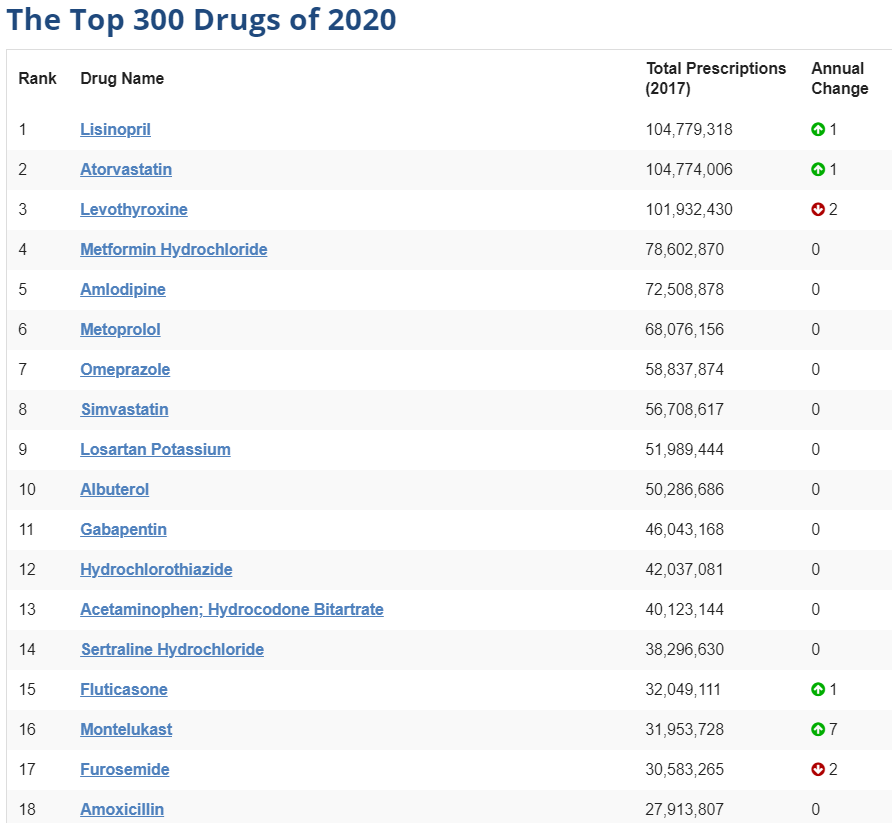 The Top 300 Drugs of 2020
Rank Drug Name Total Prescriptions (2017) Annual Change
1 Lisinopril 104,779,318 1
2 Atorvastatin 104,774,006 1
3 Levothyroxine 101,932,430 2
4 Metformin Hydrochloride 78,602,870 0
5 Amlodipine 72,508,878 0
6 Metoprolol 68,076,156 0
7 Omeprazole 58,837,874 0
8 Simvastatin 56,708,617 0
9 Losartan Potassium 51,989,444 0
10 Albuterol 50,286,686 0
11 Gabapentin 46,043,168 0
12 Hydrochlorothiazide 42,037,081 0
13 Acetaminophen; Hydrocodone Bitartrate 40,123,144 0
14 Sertraline Hydrochloride 38,296,630 0
15 Fluticasone 32,049,111 1
16 Montelukast 31,953,728 7
17 Furosemide 30,583,265 2
18 Amoxicillin 27,913,807 0